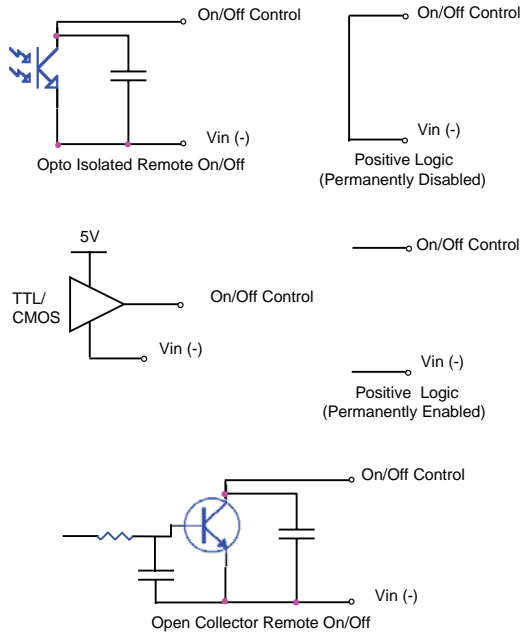 On/Off Control
Vin (-)
Opto Isolated Remote On/Off
On/Off Control
Vin (-)
Positive Logic
(Permanently Disabled)
5V
TTL/
CMOS
On/Off Control
Vin (-)
On/Off Control
Vin (-)
Positive Logic
(Permanently Enabled)
On/Off Control
Vin (-)
Open Collector Remote On/Off